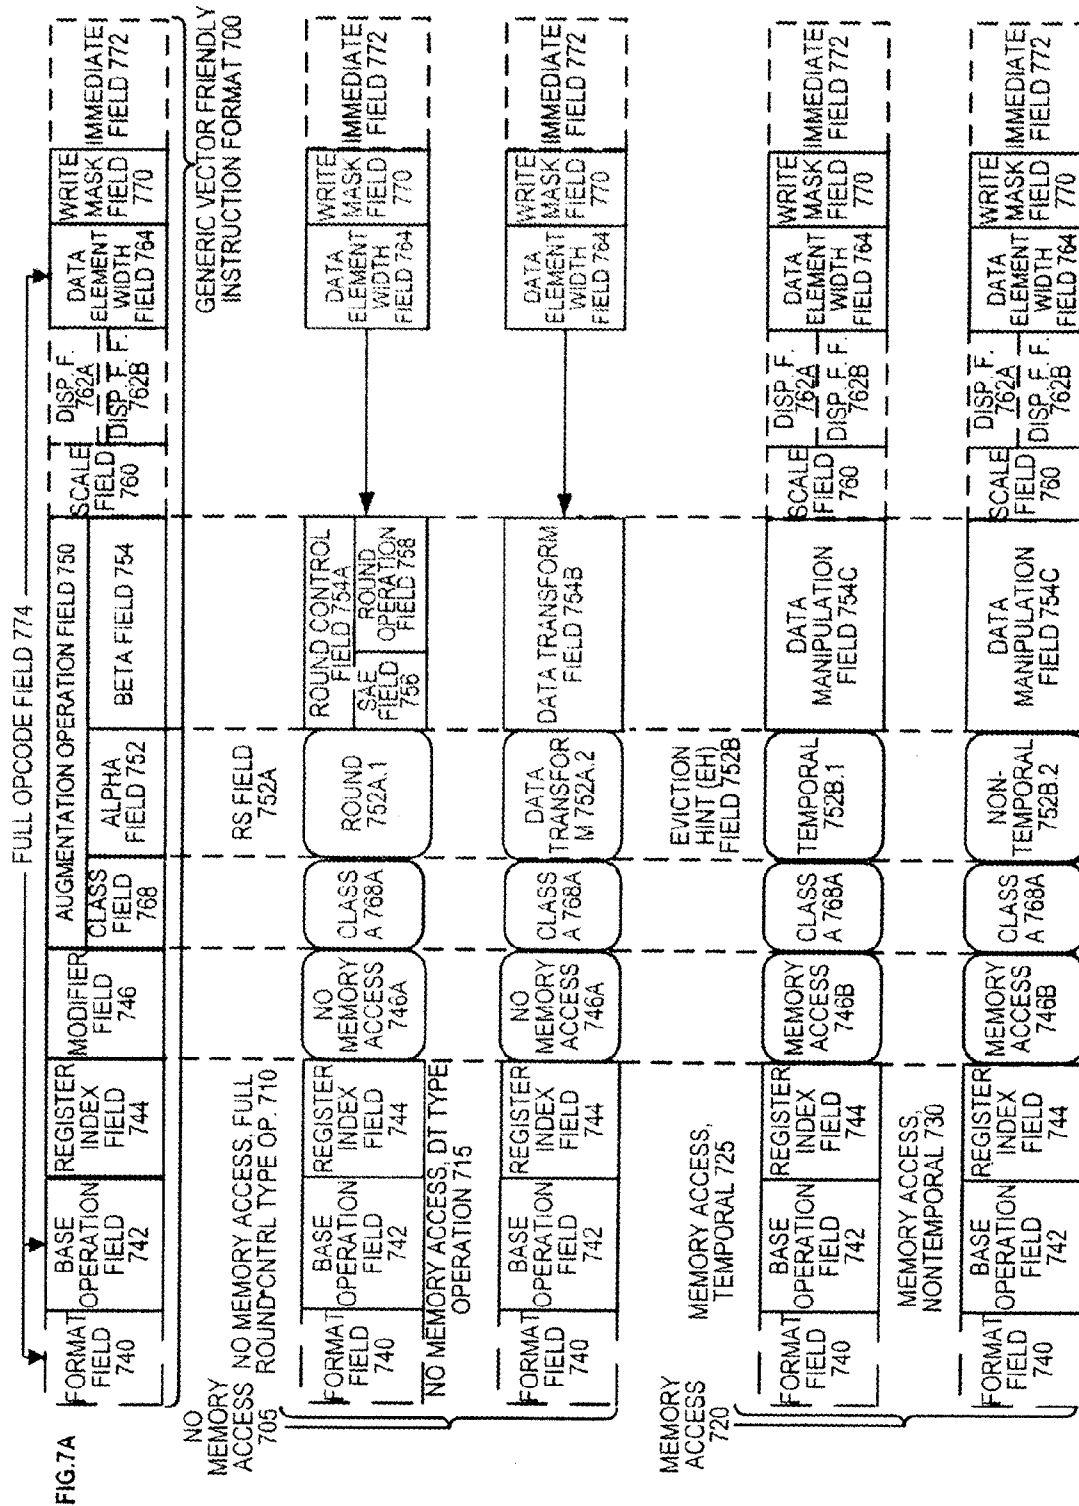 FIG.7A
FULL OPCODE FIELD 774
FORMAT
FIELD
740
BASE
OPERATION
FIELD
742
REGISTER
INDEX
FIELD
744
MODIFIER
FIELD
746
AUGMENTATION OPERATION FIELD 750
CLASS
FIELD
768
ALPHA
FIELD 752
BETA FIELD 754
SCALE
FIELD
760
DISP. F.
762A
DISP. F. F.
762B
DATA
ELEMENT
WIDTH
FIELD 764
WRITE
MASK
FIELD
770
IMMEDIATE
FIELD 772
GENERIC VECTOR FRIENDLY
INSTRUCTION FORMAT 700
NO
MEMORY
ACCESS
705
NO MEMORY ACCESS, FULL
ROUND CNTRL TYPE OP. 710
RS FIELD
752A
FORMAT
FIELD
740
BASE
OPERATION
FIELD
742
REGISTER
INDEX
FIELD
744
NO
MEMORY
ACCESS
746A
CLASS
A 768A
ROUND
752A.1
ROUND CONTROL
FIELD 754A
SAE
FIELD
756
ROUND
OPERATION
FIELD 758
DATA
ELEMENT
WIDTH
FIELD 764
WRITE
MASK
FIELD
770
IMMEDIATE
FIELD 772
NO MEMORY ACCESS, DT TYPE
OPERATION 715
FORMAT
FIELD
740
BASE
OPERATION
FIELD
742
REGISTER
INDEX
FIELD
744
NO
MEMORY
ACCESS
746A
CLASS
A 768A
DATA
TRANSFOR
M 752A.2
DATA TRANSFORM
FIELD 754B
DATA
ELEMENT
WIDTH
FIELD 764
WRITE
MASK
FIELD
770
IMMEDIATE
FIELD 772
MEMORY
ACCESS
720
MEMORY ACCESS,
TEMPORAL 725
EVICTION
HINT (EH)
FIELD 752B
FORMAT
FIELD
740
BASE
OPERATION
FIELD
742
REGISTER
INDEX
FIELD
744
MEMORY
ACCESS
746B
CLASS
A 768A
TEMPORAL
752B.1
DATA
MANIPULATION
FIELD 754C
SCALE
FIELD
760
DISP. F.
762A
DISP. F. F.
762B
DATA
ELEMENT
WIDTH
FIELD 764
WRITE
MASK
FIELD
770
IMMEDIATE
FIELD 772
MEMORY ACCESS,
NONTEMPORAL 730
FORMAT
FIELD
740
BASE
OPERATION
FIELD
742
REGISTER
INDEX
FIELD
744
MEMORY
ACCESS
746B
CLASS
A 768A
NON-
TEMPORAL
752B.2
DATA
MANIPULATION
FIELD 754C
SCALE
FIELD
760
DISP. F.
762A
DISP. F. F.
762B
DATA
ELEMENT
WIDTH
FIELD 764
WRITE
MASK
FIELD
770
IMMEDIATE
FIELD 772